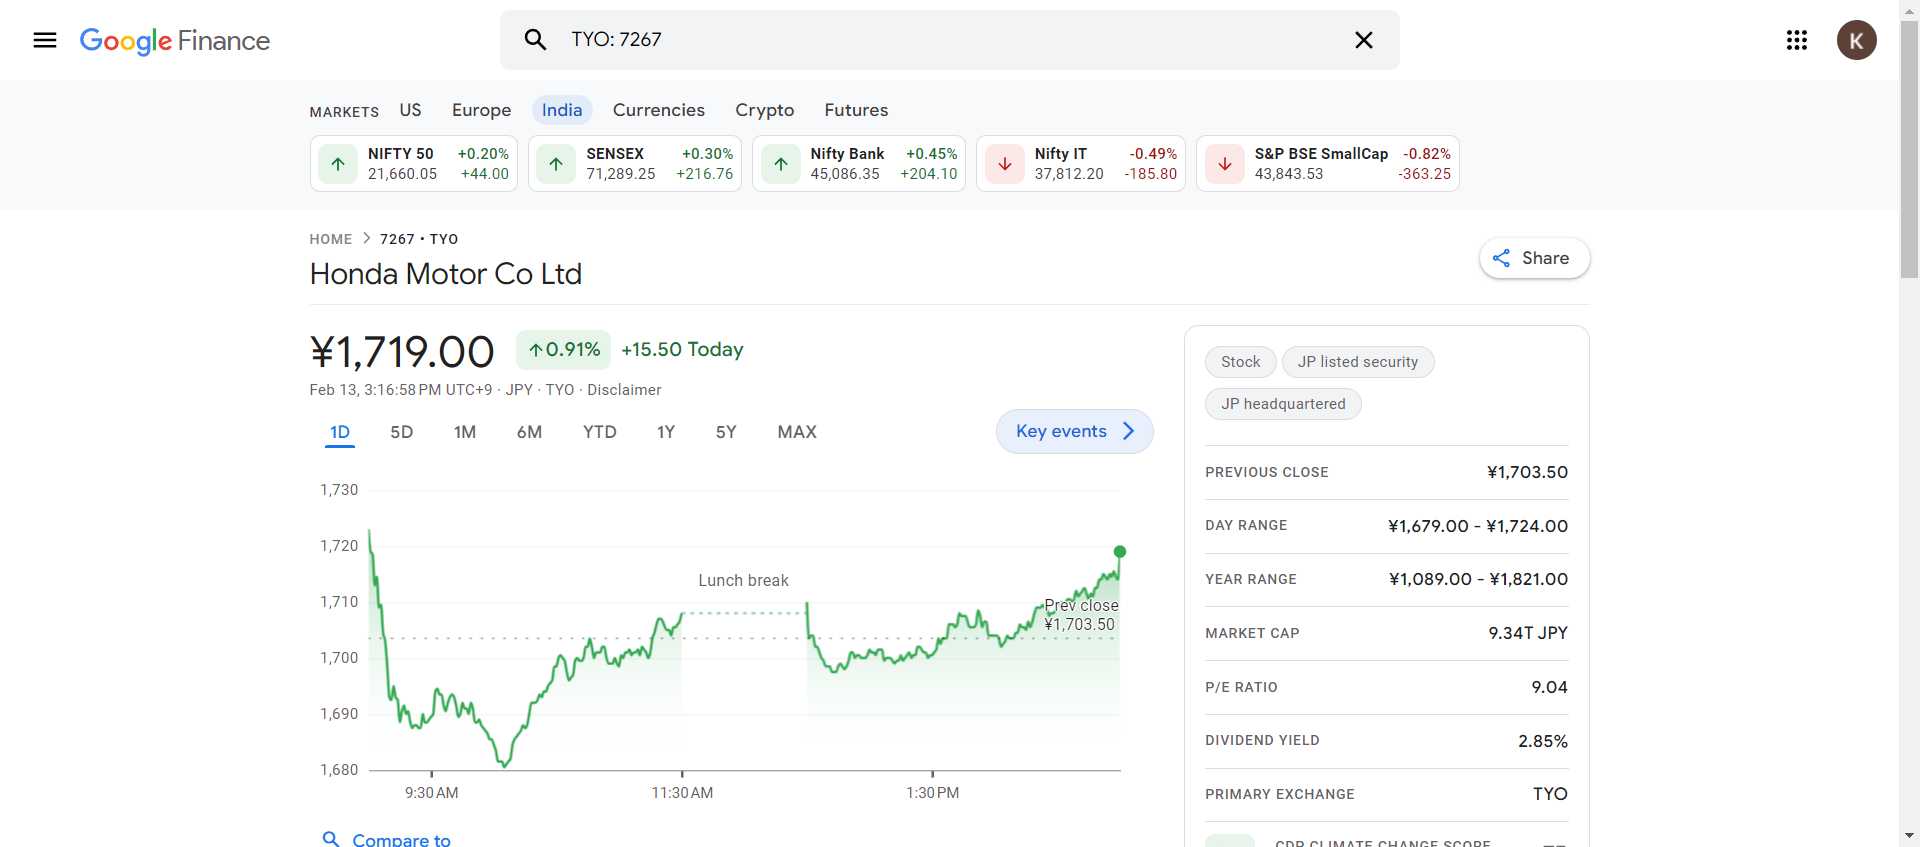 Google Finance
TYO: 7267
K
MARKETS US Europe India Currencies Crypto Futures
NIFTY 50 +0.20%
21,660.05 +44.00
SENSEX +0.30%
71,289.25 +216.76
Nifty Bank +0.45%
45,086.35 +204.10
Nifty IT -0.49%
37,812.20 -185.80
S&P BSE SmallCap -0.82%
43,843.53 -363.25
HOME > 7267 • TYO
Honda Motor Co Ltd
Share
¥1,719.00 ↑0.91% +15.50 Today
Feb 13, 3:16:58 PM UTC+9 · JPY · TYO · Disclaimer
1D 5D 1M 6M YTD 1Y 5Y MAX
Key events >
1,730
1,720
1,710
1,700
1,690
1,680
Lunch break
Prev close
¥1,703.50
9:30 AM 11:30 AM 1:30 PM
Compare to
Stock JP listed security
JP headquartered
PREVIOUS CLOSE ¥1,703.50
DAY RANGE ¥1,679.00 - ¥1,724.00
YEAR RANGE ¥1,089.00 - ¥1,821.00
MARKET CAP 9.34T JPY
P/E RATIO 9.04
DIVIDEND YIELD 2.85%
PRIMARY EXCHANGE TYO
CDP CLIMATE CHANGE SCORE